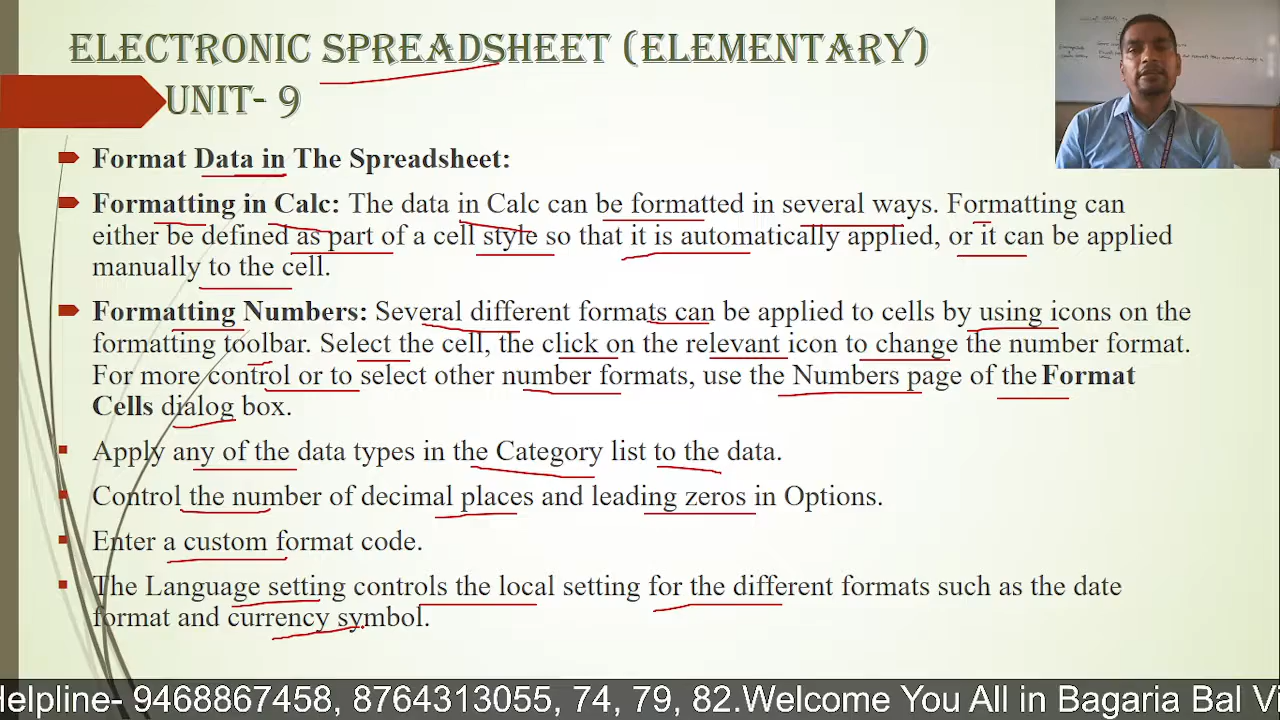 ELECTRONIC SPREADSHEET (ELEMENTARY)
UNIT- 9
Format Data in The Spreadsheet:
Formatting in Calc: The data in Calc can be formatted in several ways. Formatting can
either be defined as part of a cell style so that it is automatically applied, or it can be applied
manually to the cell.
Formatting Numbers: Several different formats can be applied to cells by using icons on the
formatting toolbar. Select the cell, the click on the relevant icon to change the number format.
For more control or to select other number formats, use the Numbers page of the Format
Cells dialog box.
Apply any of the data types in the Category list to the data.
Control the number of decimal places and leading zeros in Options.
Enter a custom format code.
The Language setting controls the local setting for the different formats such as the date
format and currency symbol.
Helpline- 9468867458, 8764313055, 74, 79, 82.Welcome You All in Bagaria Bal V